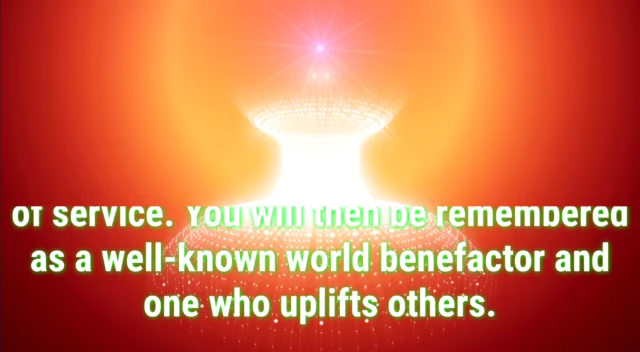 of service. You will then be remembered
as a well-known world benefactor and
one who uplifts others.